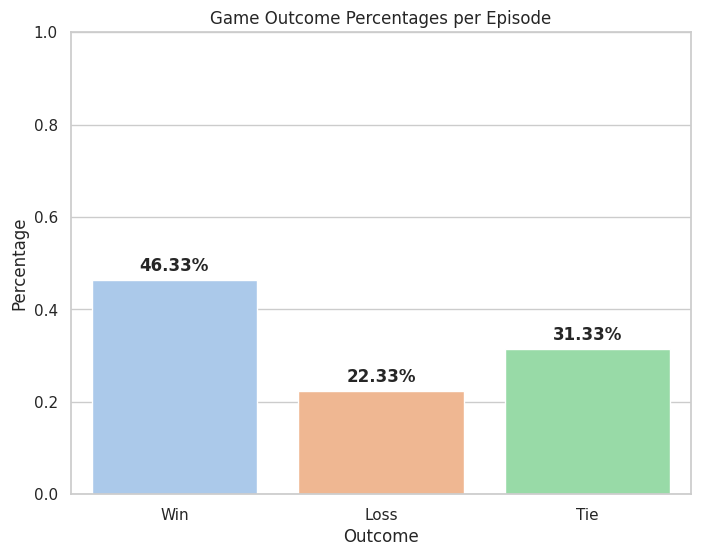 Game Outcome Percentages per Episode
1.0
0.8
0.6
0.4
0.2
0.0
Percentage
46.33%
22.33%
31.33%
Win
Loss
Tie
Outcome